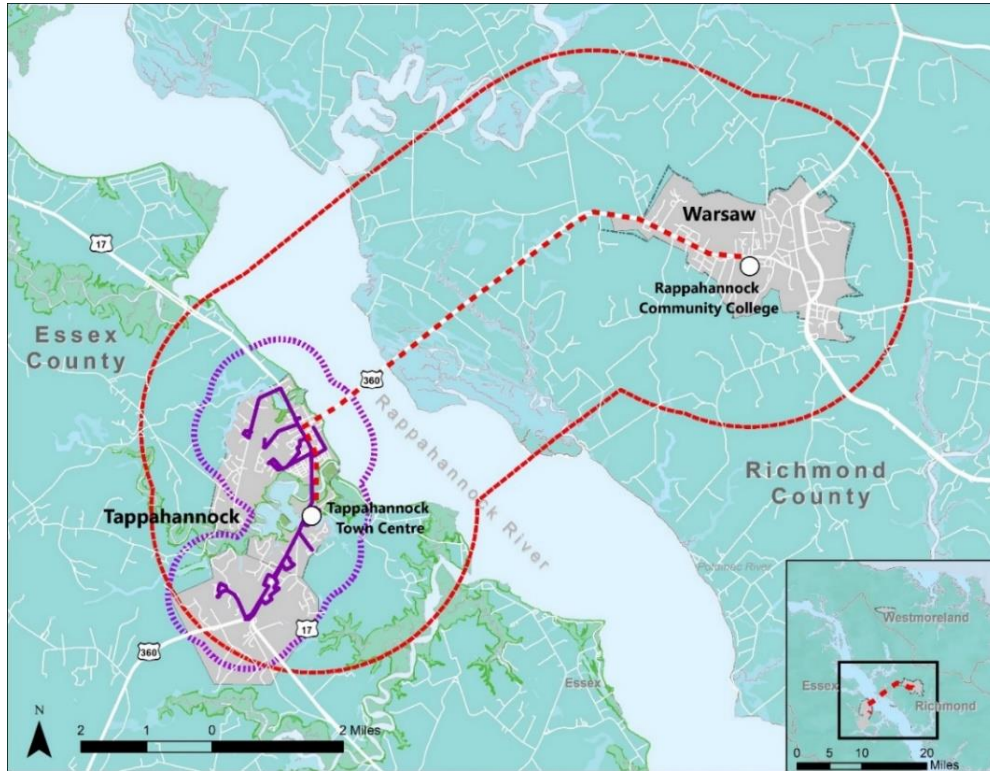 17
Warsaw
Rappahannock
Community College
Essex
County
360
Rappahannock River
Richmond
County
Tappahannock
Tappahannock
Town Centre
17
360
Essex
N
2 1 0 2 Miles
Westmoreland
Essex
Richmond
0 5 10 20
Miles